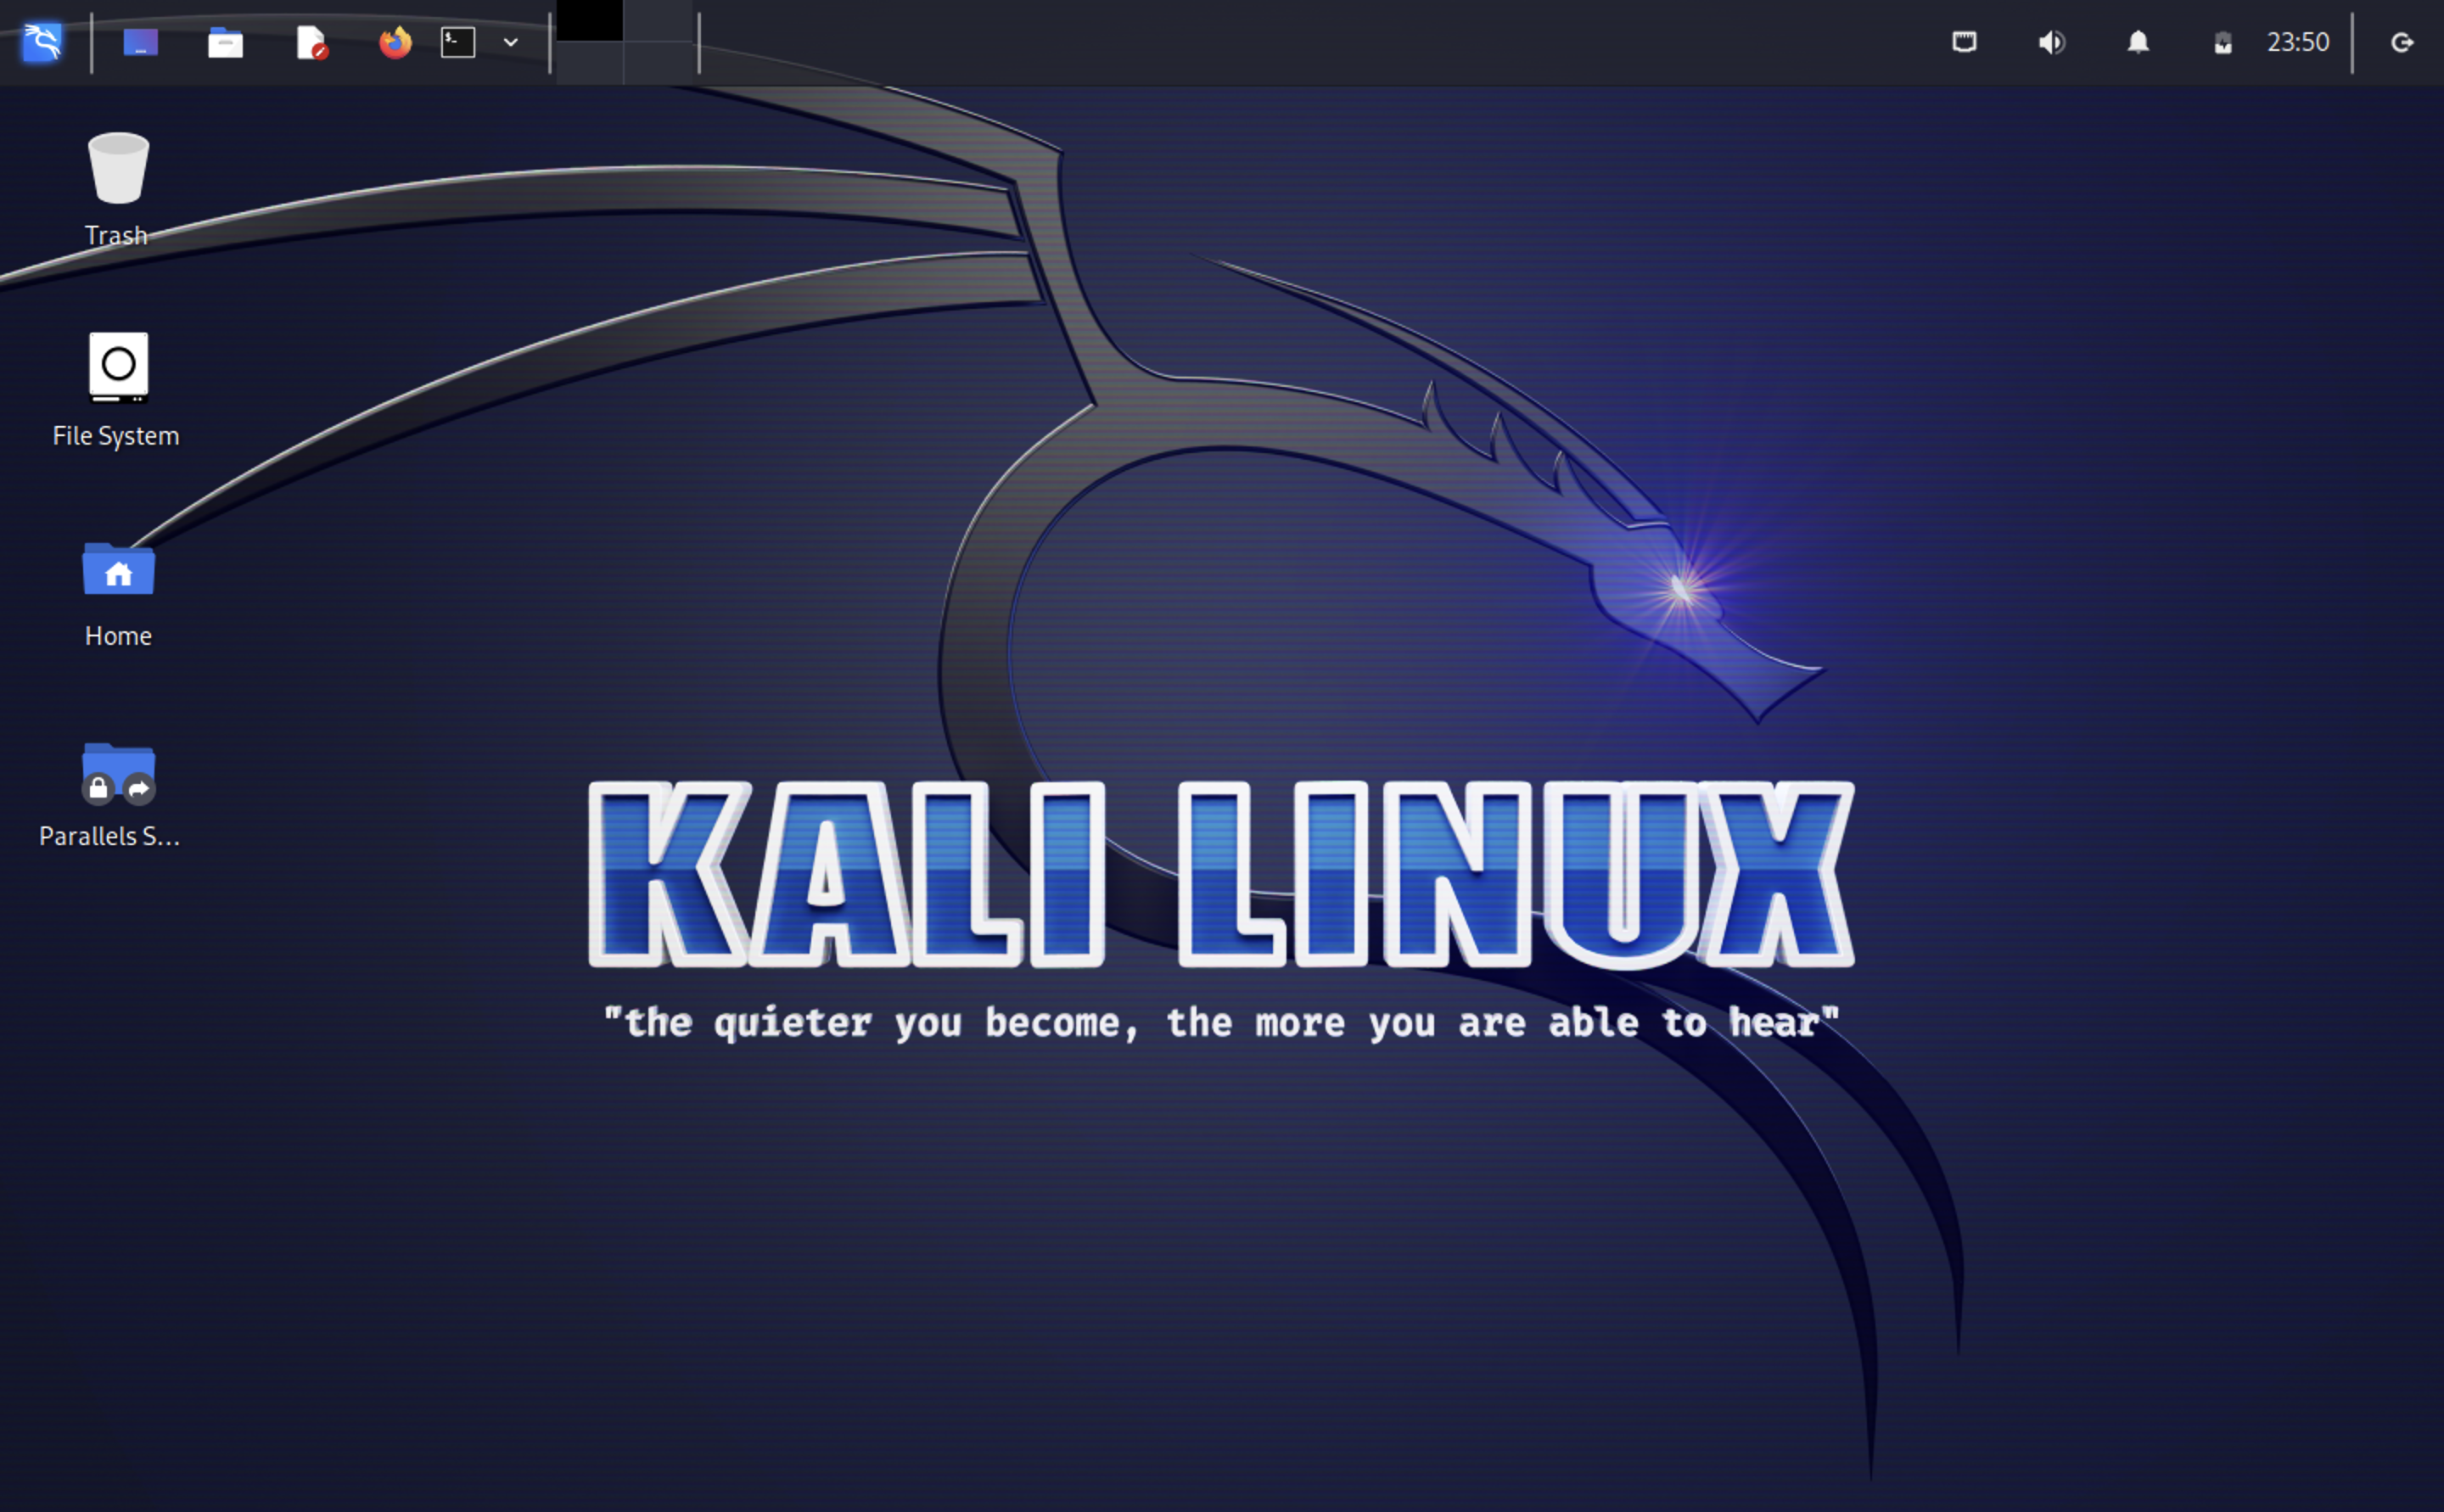 $-
23:50
Trash
File System
Home
Parallels S...
KALI LINUX
"the quieter you become, the more you are able to hear"